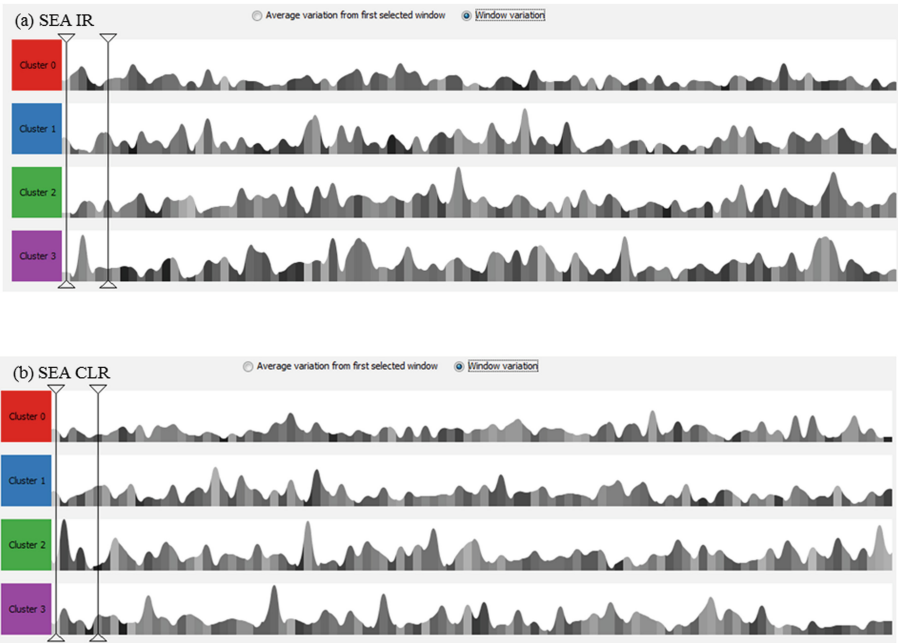 (a) SEA IR
Average variation from first selected window
Window variation
Cluster 0
Cluster 1
Cluster 2
Cluster 3
(b) SEA CLR
Average variation from first selected window
Window variation
Cluster 0
Cluster 1
Cluster 2
Cluster 3